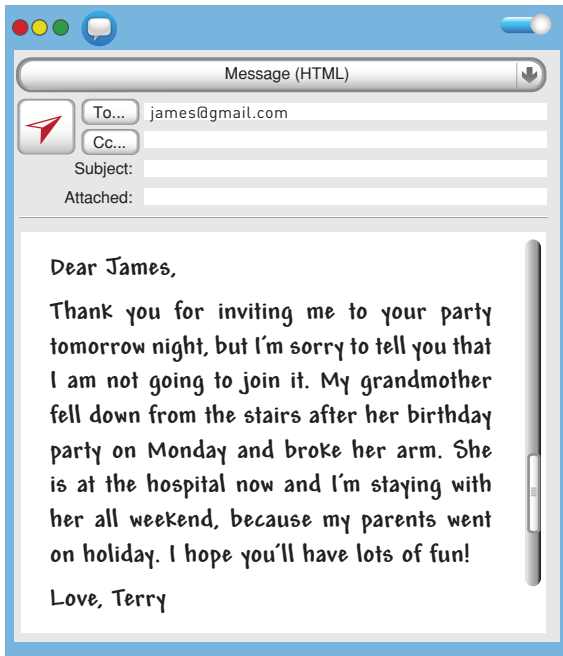 Message (HTML)
To... james@gmail.com
Cc...
Subject:
Attached:
Dear James,
Thank you for inviting me to your party
tomorrow night, but I'm sorry to tell you that
I am not going to join it. My grandmother
fell down from the stairs after her birthday
party on Monday and broke her arm. She
is at the hospital now and I'm staying with
her all weekend, because my parents went
on holiday. I hope you'll have lots of fun!
Love, Terry